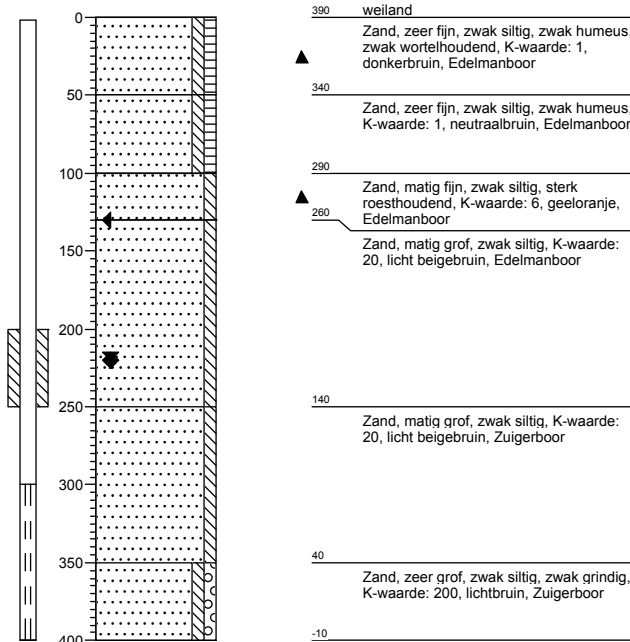 0
50
100
150
200
250
300
350
400
390 weiland
Zand, zeer fijn, zwak siltig, zwak humeus,
zwak wortelhoudend, K-waarde: 1,
donkerbruin, Edelmanboor
340
Zand, zeer fijn, zwak siltig, zwak humeus,
K-waarde: 1, neutraalbruin, Edelmanboor
290
Zand, matig fijn, zwak siltig, sterk
roesthoudend, K-waarde: 6, geeloranje,
Edelmanboor
260
Zand, matig grof, zwak siltig, K-waarde:
20, licht beigebruin, Edelmanboor
140
Zand, matig grof, zwak siltig, K-waarde:
20, licht beigebruin, Zuigerboor
40
Zand, zeer grof, zwak siltig, zwak grindig,
K-waarde: 200, lichtbruin, Zuigerboor
-10